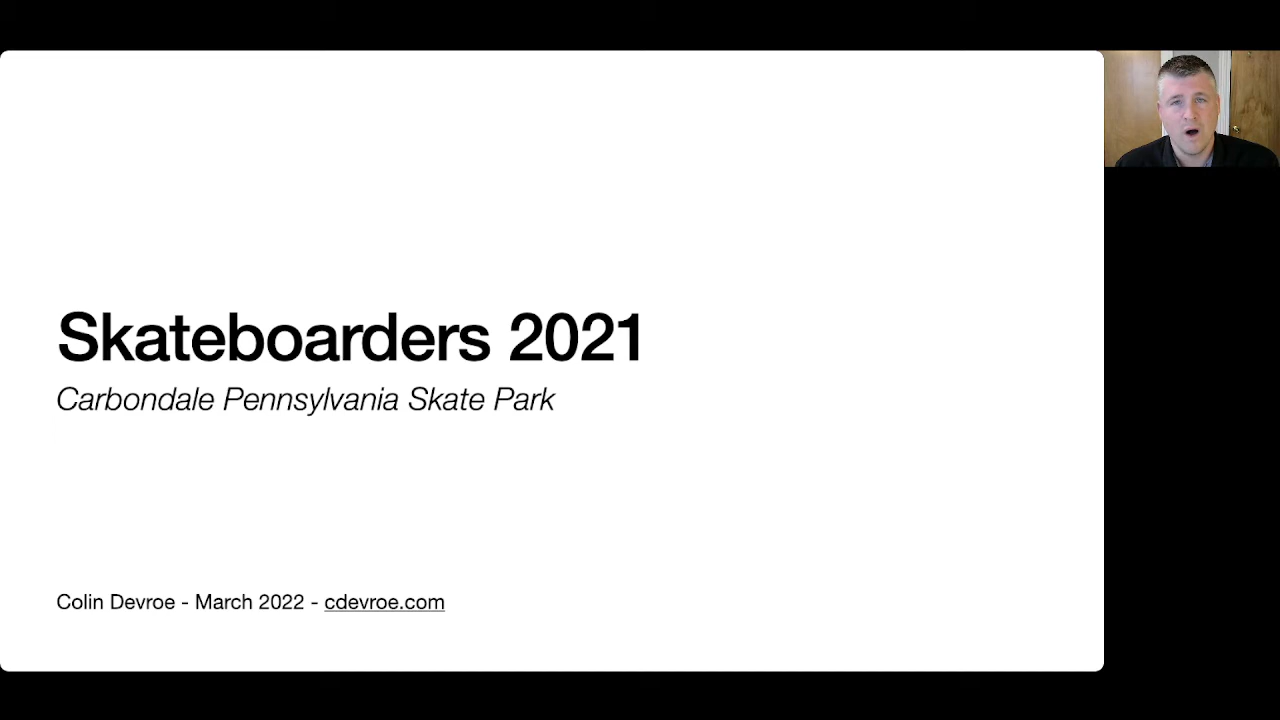 Skateboarders 2021
Carbondale Pennsylvania Skate Park
Colin Devroe - March 2022 - cdevroe.com